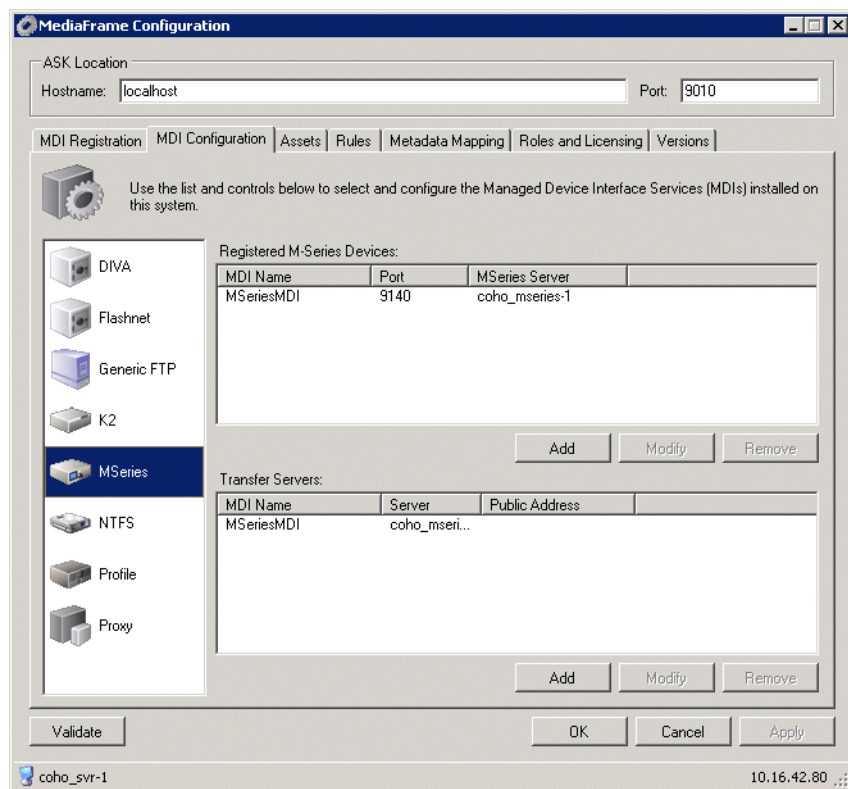 MediaFrame Configuration
ASK Location
Hostname: localhost Port: 9010
MDI Registration MDI Configuration Assets Rules Metadata Mapping Roles and Licensing Versions
Use the list and controls below to select and configure the Managed Device Interface Services (MDIs) installed on
this system.
DIVA
Flashnet
Generic FTP
K2
MSeries
NTFS
Profile
Proxy
Registered M-Series Devices:
MDI Name Port MSeries Server
MSeriesMDI 9140 coho_mseries-1
Add Modify Remove
Transfer Servers:
MDI Name Server Public Address
MSeriesMDI coho_mseri...
Add Modify Remove
Validate OK Cancel Apply
coho_svr-1 10.16.42.80